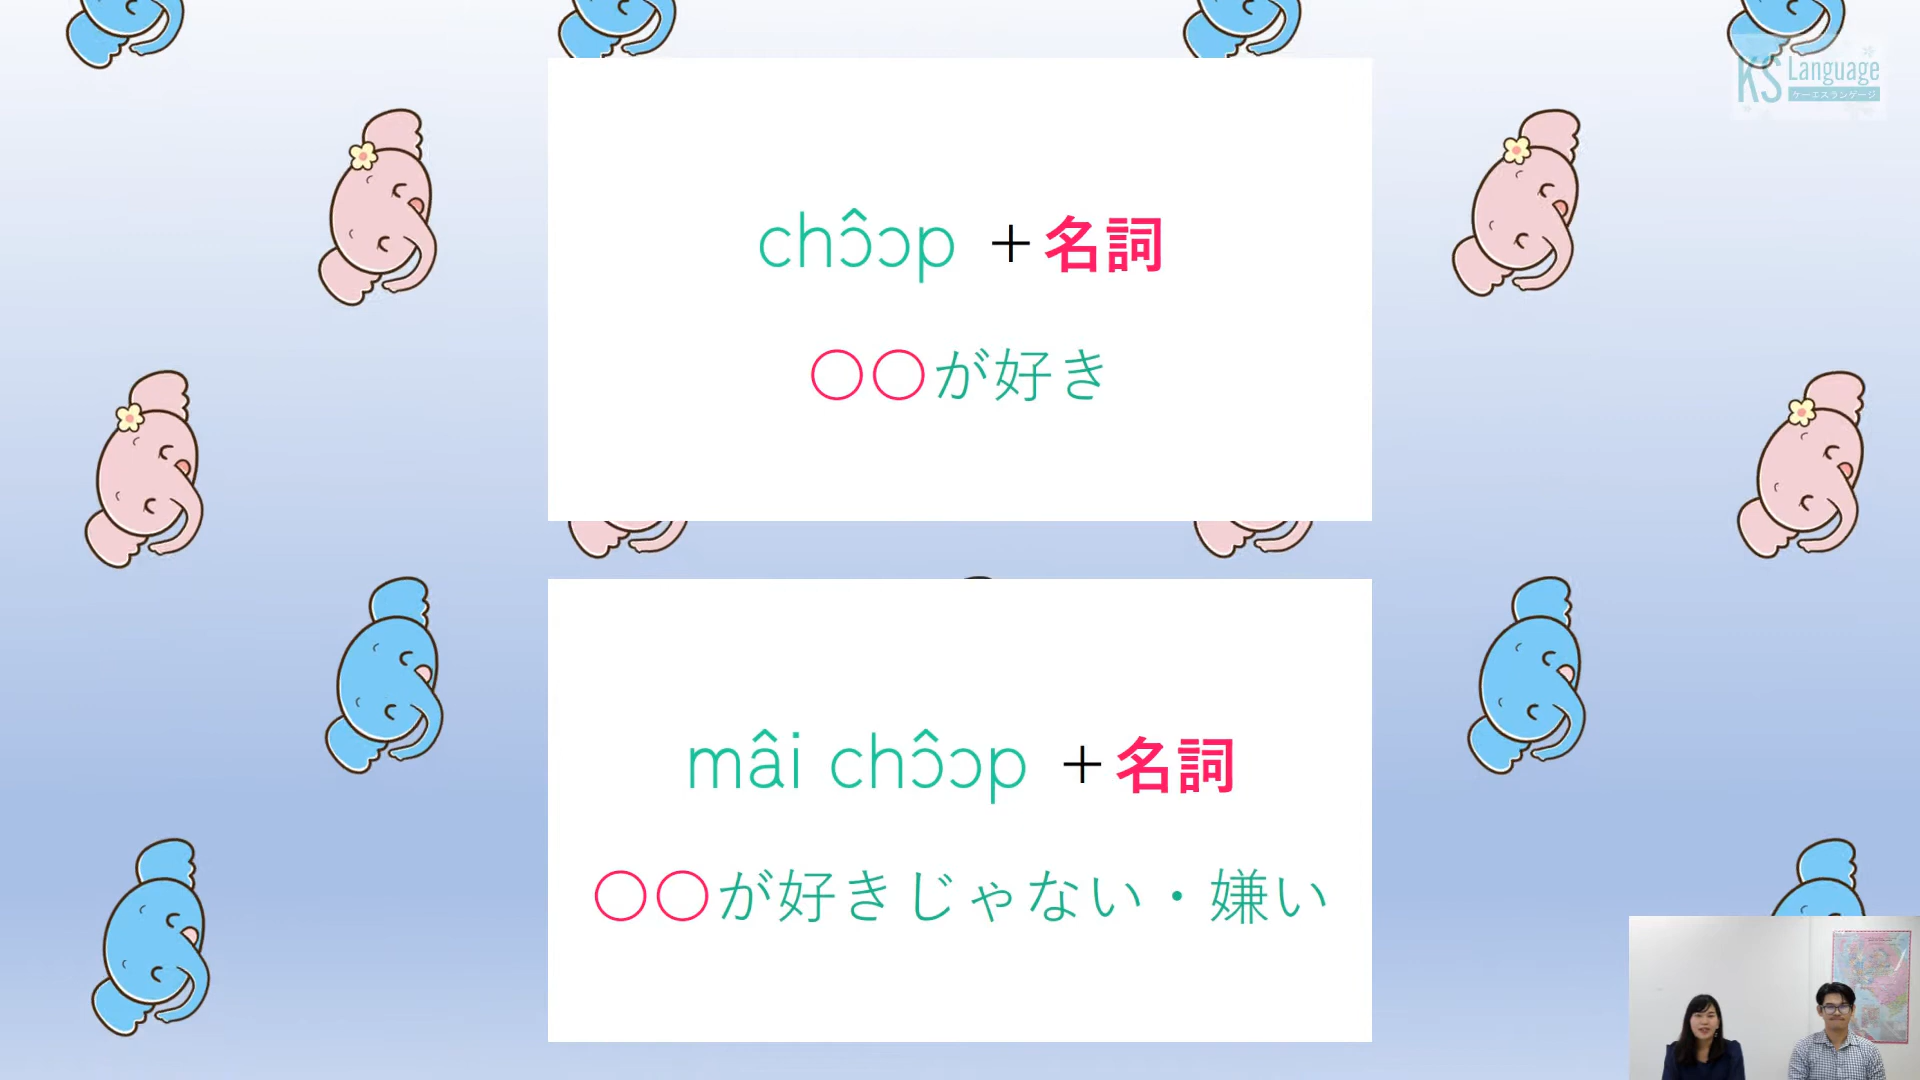 KS Language
ケーエスランゲージ
chɔ̂ɔp +名詞
○○が好き
mâi chɔ̂ɔp +名詞
○○が好きじゃない・嫌い